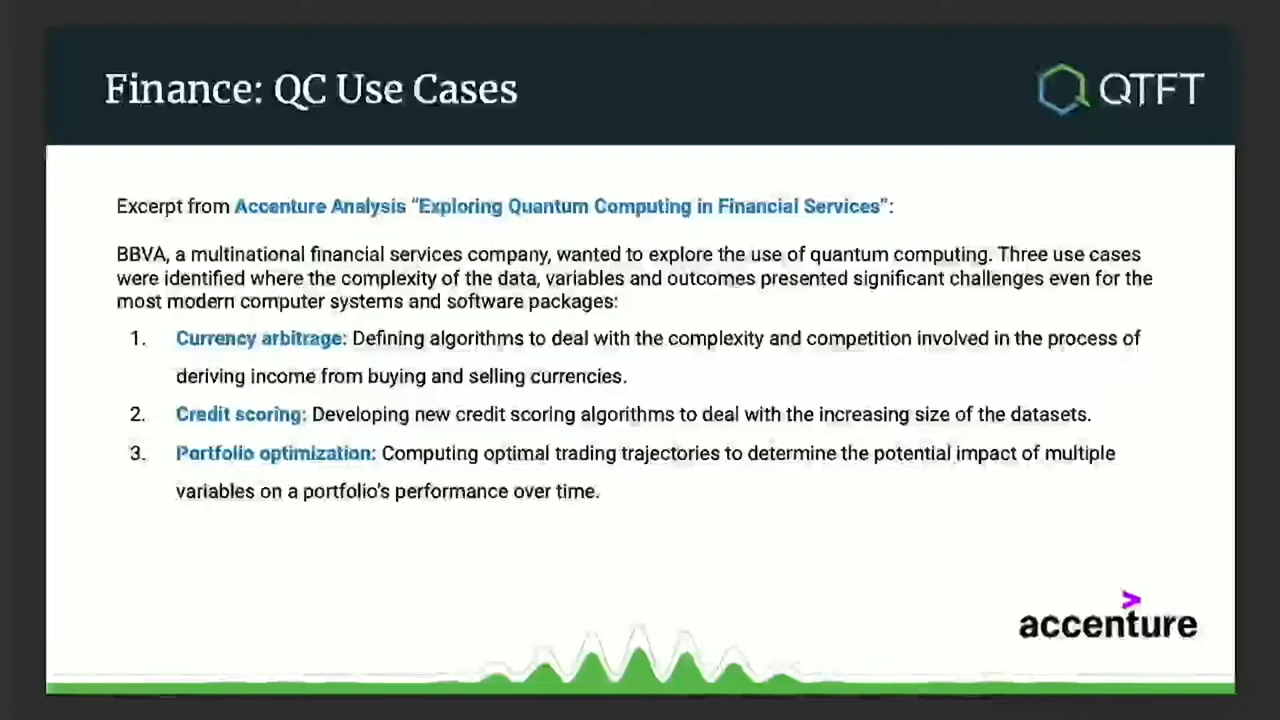 Finance: QC Use Cases
QTFT
Excerpt from Accenture Analysis “Exploring Quantum Computing in Financial Services”:
BBVA, a multinational financial services company, wanted to explore the use of quantum computing. Three use cases
were identified where the complexity of the data, variables and outcomes presented significant challenges even for the
most modern computer systems and software packages:
1. Currency arbitrage: Defining algorithms to deal with the complexity and competition involved in the process of
deriving income from buying and selling currencies.
2. Credit scoring: Developing new credit scoring algorithms to deal with the increasing size of the datasets.
3. Portfolio optimization: Computing optimal trading trajectories to determine the potential impact of multiple
variables on a portfolio's performance over time.
accenture